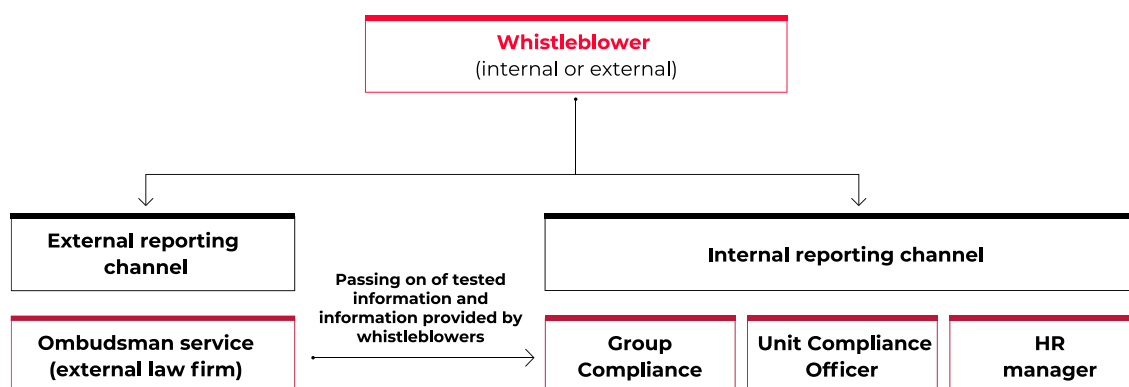 Whistleblower
(internal or external)
External reporting
channel
Internal reporting channel
Passing on of tested
information and
information provided by
whistleblowers
Ombudsman service
(external law firm)
Group
Compliance
Unit Compliance
Officer
HR
manager